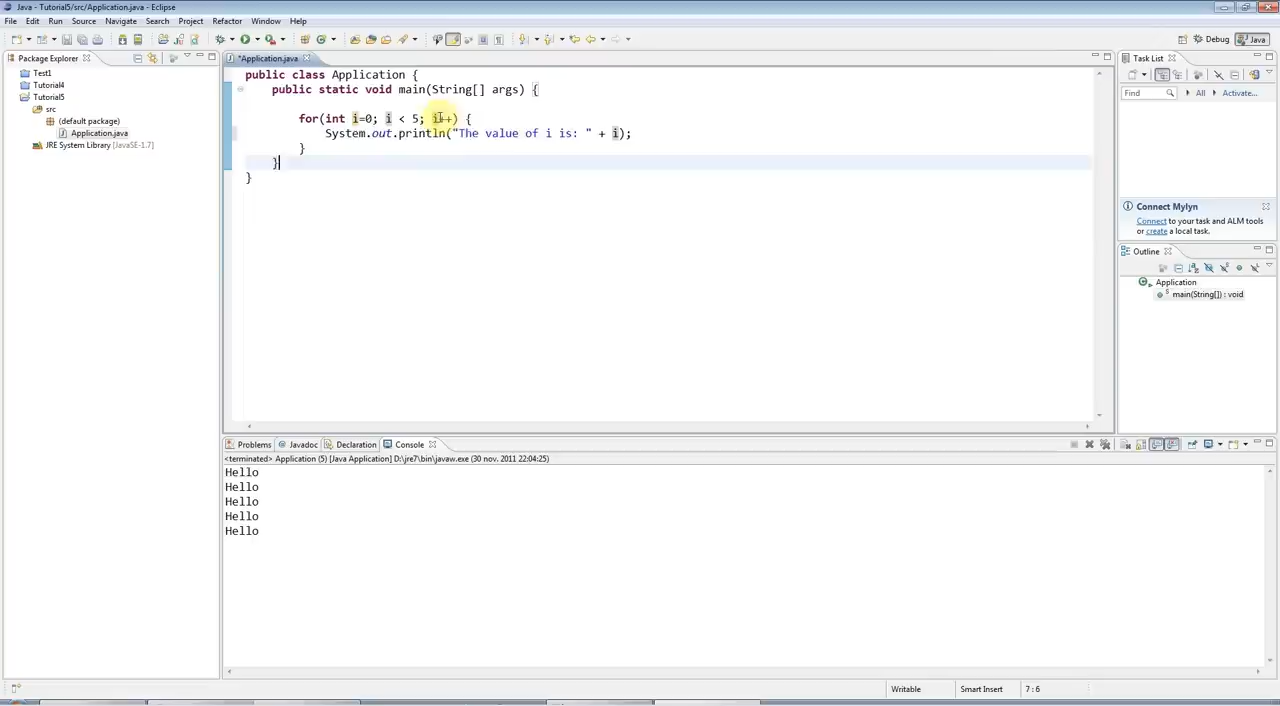 Java - Tutorial5/src/Application.java - Eclipse
File Edit Run Source Navigate Search Project Refactor Window Help
Debug Java
Package Explorer
Test1
Tutorial4
Tutorial5
src
(default package)
Application.java
JRE System Library [JavaSE-1.7]
*Application.java
public class Application {
public static void main(String[] args) {
for(int i=0; i < 5; i++) {
System.out.println("The value of i is: " + i);
}
}
}
Task List
Find All Activate...
Connect Mylyn
Connect to your task and ALM tools
or create a local task.
Outline
Application
main(String[]) : void
Problems Javadoc Declaration Console
<terminated> Application (5) [Java Application] D:\jre7\bin\javaw.exe (30 nov. 2011 22:04:25)
Hello
Hello
Hello
Hello
Hello
Writable Smart Insert 7:6